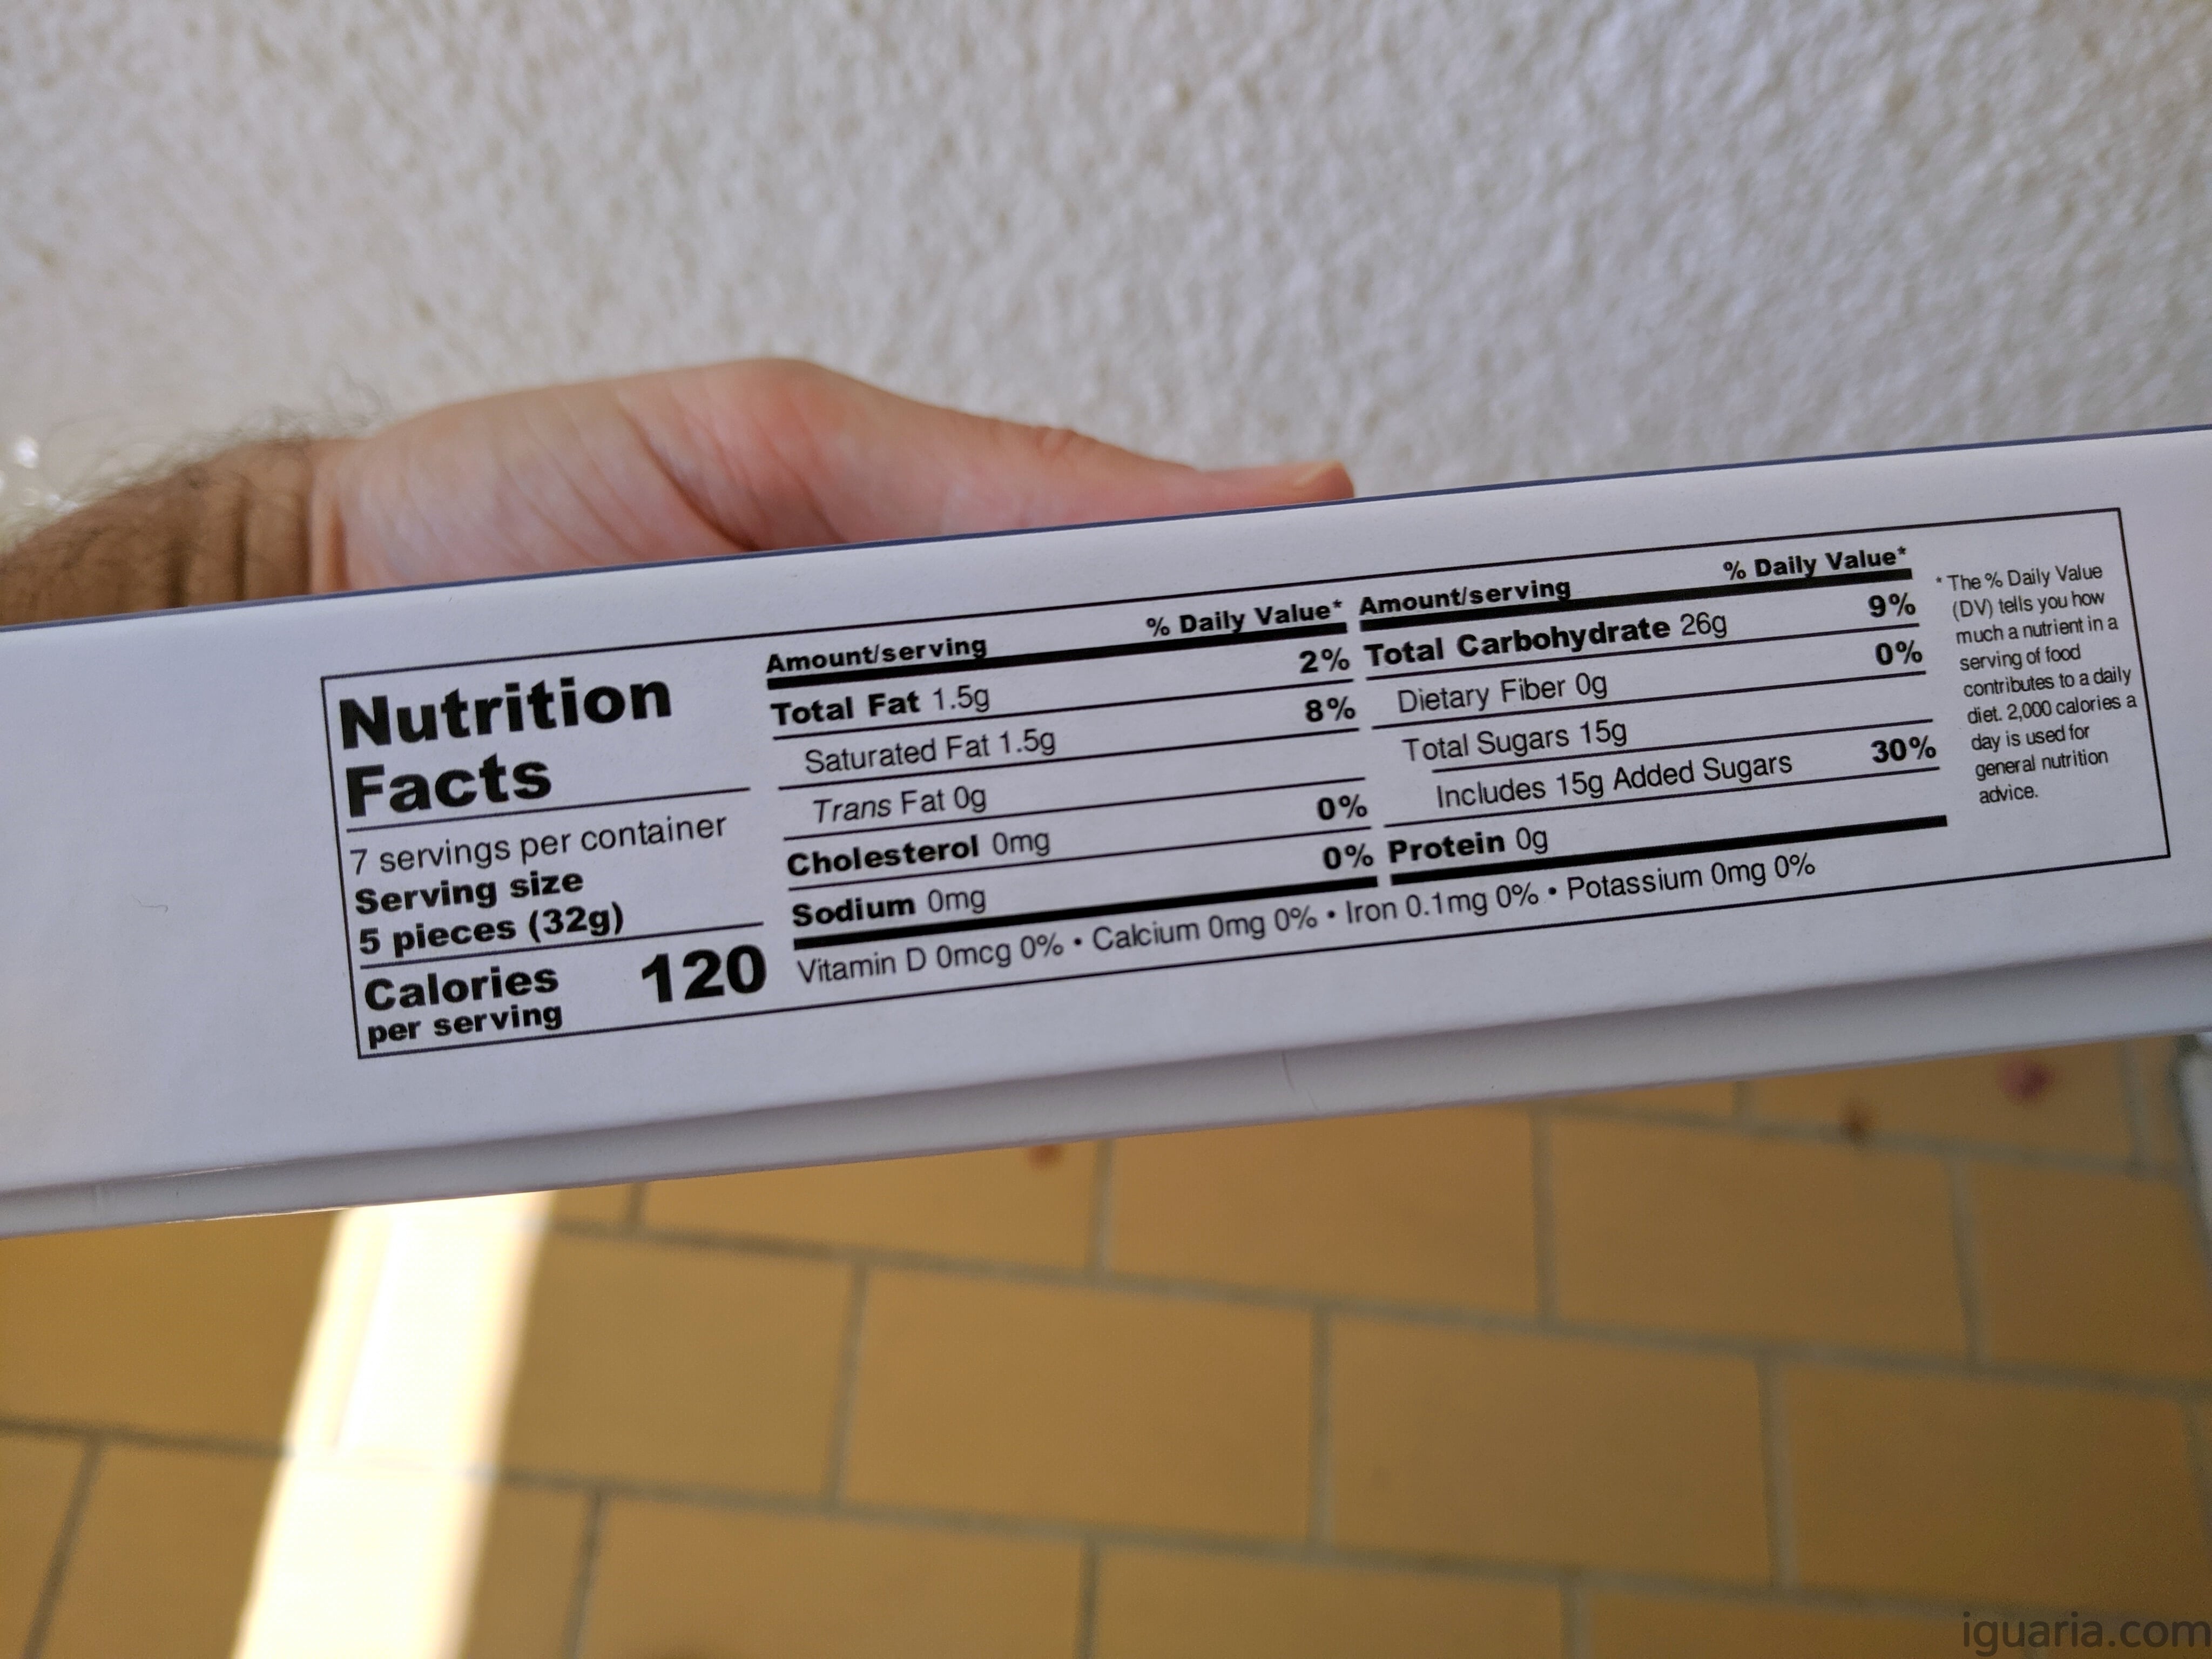 Nutrition
Facts
7 servings per container
Serving size
5 pieces (32g)
Calories 120
per serving
Amount/serving % Daily Value*
Total Fat 1.5g 2%
Saturated Fat 1.5g 8%
Trans Fat 0g
Cholesterol 0mg 0%
Sodium 0mg 0%
Amount/serving % Daily Value*
Total Carbohydrate 26g 9%
Dietary Fiber 0g 0%
Total Sugars 15g
Includes 15g Added Sugars 30%
Protein 0g
Vitamin D 0mcg 0% • Calcium 0mg 0% • Iron 0.1mg 0% • Potassium 0mg 0%
* The % Daily Value
(DV) tells you how
much a nutrient in a
serving of food
contributes to a daily
diet. 2,000 calories a
day is used for
general nutrition
advice.
iguaria.com